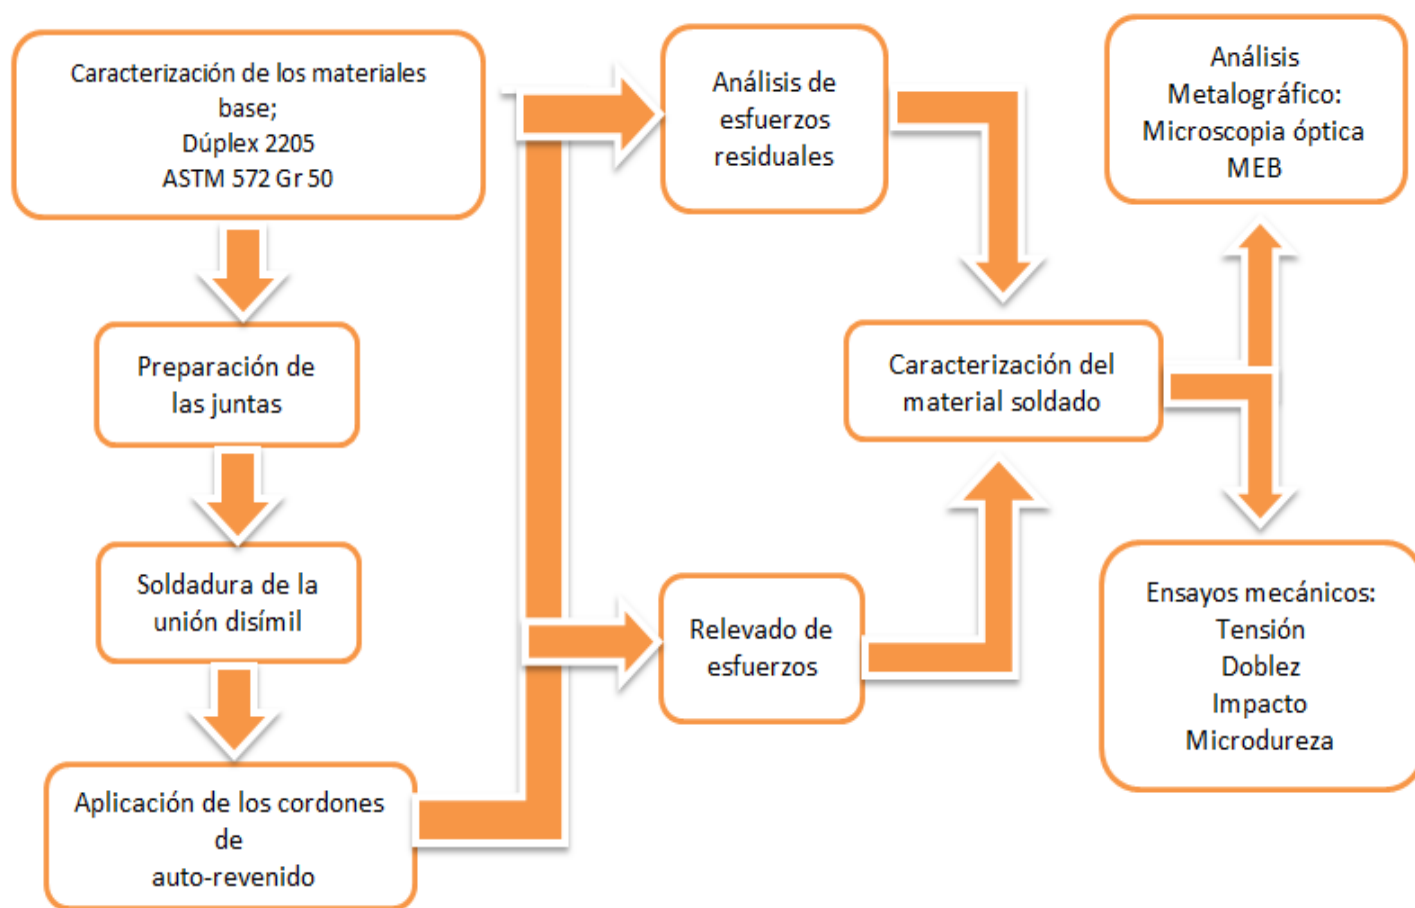 Caracterización de los materiales
base;
Dúplex 2205
ASTM 572 Gr 50
Preparación de
las juntas
Soldadura de la
unión disímil
Aplicación de los cordones
de
auto-revenido
Análisis de
esfuerzos
residuales
Relevado de
esfuerzos
Caracterización del
material soldado
Análisis
Metalográfico:
Microscopia óptica
MEB
Ensayos mecánicos:
Tensión
Doblez
Impacto
Microdureza